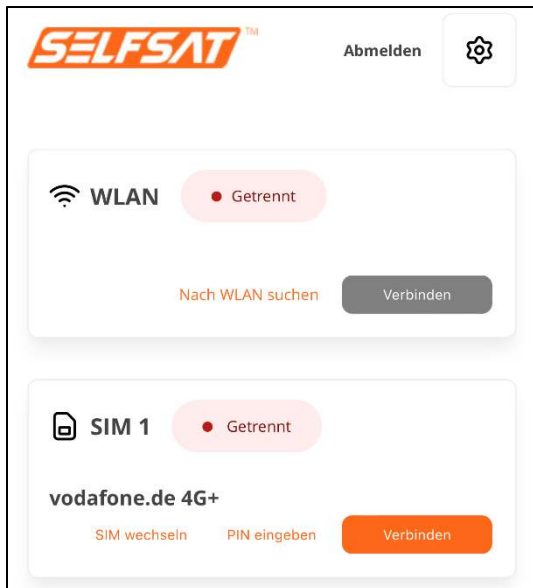 SELFSAT™
Abmelden
WLAN
Getrennt
Nach WLAN suchen
Verbinden
SIM 1
Getrennt
vodafone.de 4G+
SIM wechseln
PIN eingeben
Verbinden